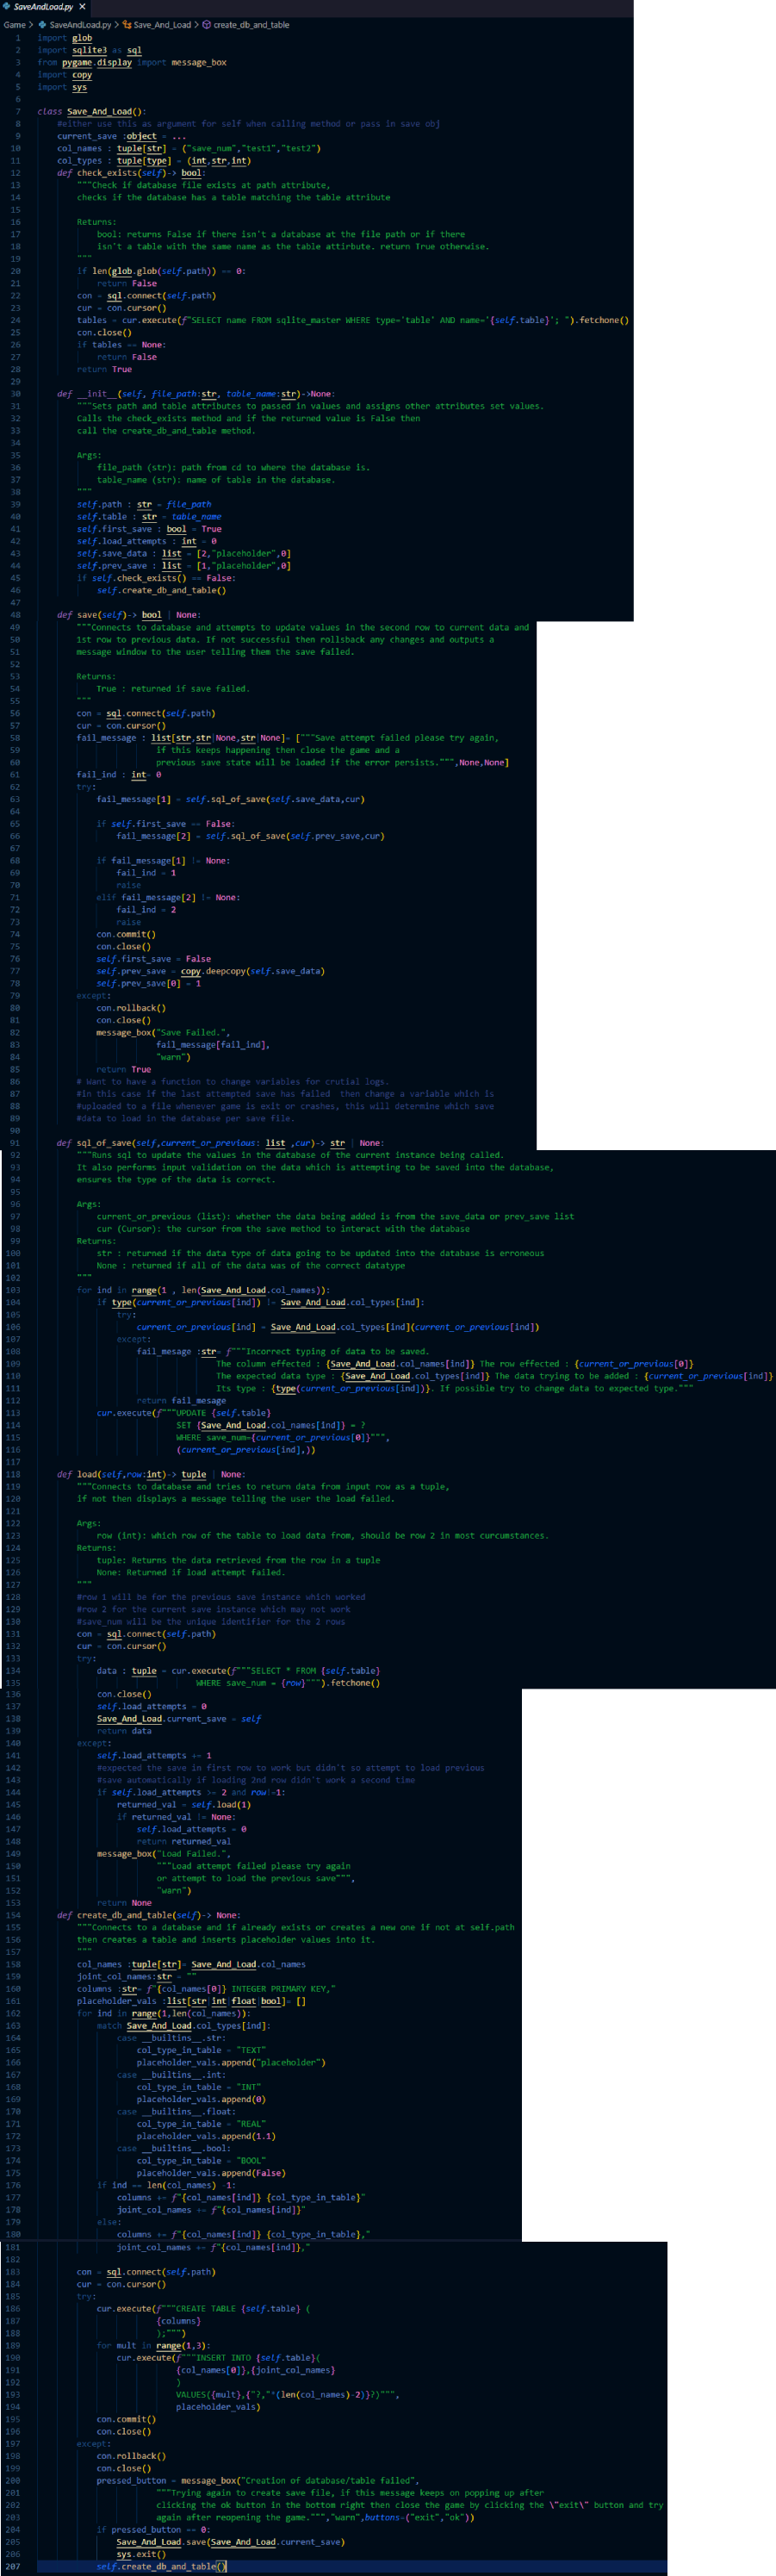 SaveAndLoad.py X
Game > SaveAndLoad.py > Save_And_Load > create_db_and_table
1 import glob
2 import sqlite3 as sql
3 from pygame.display import message_box
4 import copy
5 import sys
6
7 class Save_And_Load():
8 #either use this as argument for self when calling method or pass in save obj
9 current_save :object = ...
10 col_names : tuple[str] = ("save_num","test1","test2")
11 col_types : tuple[type] = (int,str,int)
12 def check_exists(self)-> bool:
13 """Check if database file exists at path attribute,
14 checks if the database has a table matching the table attribute
15
16 Returns:
17 bool: returns False if there isn't a database at the file path or if there
18 isn't a table with the same name as the table attirbute. return True otherwise.
19 """
20 if len(glob.glob(self.path)) == 0:
21 return False
22 con = sql.connect(self.path)
23 cur = con.cursor()
24 tables = cur.execute(f"SELECT name FROM sqlite_master WHERE type='table' AND name='{self.table}'; ").fetchone()
25 con.close()
26 if tables == None:
27 return False
28 return True
29
30 def __init__(self, file_path:str, table_name:str)->None:
31 """Sets path and table attributes to passed in values and assigns other attributes set values.
32 Calls the check_exists method and if the returned value is False then
33 call the create_db_and_table method.
34
35 Args:
36 file_path (str): path from cd to where the database is.
37 table_name (str): name of table in the database.
38 """
39 self.path : str = file_path
40 self.table : str = table_name
41 self.first_save : bool = True
42 self.load_attempts : int = 0
43 self.save_data : list = [2,"placeholder",0]
44 self.prev_save : list = [1,"placeholder",0]
45 if self.check_exists() == False:
46 self.create_db_and_table()
47
48 def save(self)-> bool | None:
49 """Connects to database and attempts to update values in the second row to current data and
50 1st row to previous data. If not successful then rollsback any changes and outputs a
51 message window to the user telling them the save failed.
52
53 Returns:
54 True : returned if save failed.
55 """
56 con = sql.connect(self.path)
57 cur = con.cursor()
58 fail_message : list[str,str|None,str|None]= ["""Save attempt failed please try again,
59 if this keeps happening then close the game and a
60 previous save state will be loaded if the error persists.""",None,None]
61 fail_ind : int= 0
62 try:
63 fail_message[1] = self.sql_of_save(self.save_data,cur)
64
65 if self.first_save == False:
66 fail_message[2] = self.sql_of_save(self.prev_save,cur)
67
68 if fail_message[1] != None:
69 fail_ind = 1
70 raise
71 elif fail_message[2] != None:
72 fail_ind = 2
73 raise
74 con.commit()
75 con.close()
76 self.first_save = False
77 self.prev_save = copy.deepcopy(self.save_data)
78 self.prev_save[0] = 1
79 except:
80 con.rollback()
81 con.close()
82 message_box("Save Failed.",
83 fail_message[fail_ind],
84 "warn")
85 return True
86 # Want to have a function to change variables for crutial logs.
87 #in this case if the last attempted save has failed then change a variable which is
88 #uploaded to a file whenever game is exit or crashes, this will determine which save
89 #data to load in the database per save file.
90
91 def sql_of_save(self,current_or_previous: list ,cur)-> str | None:
92 """Runs sql to update the values in the database of the current instance being called.
93 It also performs input validation on the data which is attempting to be saved into the database,
94 ensures the type of the data is correct.
95
96 Args:
97 current_or_previous (list): whether the data being added is from the save_data or prev_save list
98 cur (Cursor): the cursor from the save method to interact with the database
99 Returns:
100 str : returned if the data type of data going to be updated into the database is erroneous
101 None : returned if all of the data was of the correct datatype
102 """
103 for ind in range(1 , len(Save_And_Load.col_names)):
104 if type(current_or_previous[ind]) != Save_And_Load.col_types[ind]:
105 try:
106 current_or_previous[ind] = Save_And_Load.col_types[ind](current_or_previous[ind])
107 except:
108 fail_mesage :str= f"""Incorrect typing of data to be saved.
109 The column effected : {Save_And_Load.col_names[ind]} The row effected : {current_or_previous[0]}
110 The expected data type : {Save_And_Load.col_types[ind]} The data trying to be added : {current_or_previous[ind]}
111 Its type : {type(current_or_previous[ind])}. If possible try to change data to expected type."""
112 return fail_mesage
113 cur.execute(f"""UPDATE {self.table}
114 SET {Save_And_Load.col_names[ind]} = ?
115 WHERE save_num={current_or_previous[0]}""",
116 (current_or_previous[ind],))
117
118 def load(self,row:int)-> tuple | None:
119 """Connects to database and tries to return data from input row as a tuple,
120 if not then displays a message telling the user the load failed.
121
122 Args:
123 row (int): which row of the table to load data from, should be row 2 in most curcumstances.
124 Returns:
125 tuple: Returns the data retrieved from the row in a tuple
126 None: Returned if load attempt failed.
127 """
128 #row 1 will be for the previous save instance which worked
129 #row 2 for the current save instance which may not work
130 #save_num will be the unique identifier for the 2 rows
131 con = sql.connect(self.path)
132 cur = con.cursor()
133 try:
134 data : tuple = cur.execute(f"""SELECT * FROM {self.table}
135 WHERE save_num = {row}""").fetchone()
136 con.close()
137 self.load_attempts = 0
138 Save_And_Load.current_save = self
139 return data
140 except:
141 self.load_attempts += 1
142 #expected the save in first row to work but didn't so attempt to load previous
143 #save automatically if loading 2nd row didn't work a second time
144 if self.load_attempts >= 2 and row!=1:
145 returned_val = self.load(1)
146 if returned_val != None:
147 self.load_attempts = 0
148 return returned_val
149 message_box("Load Failed.",
150 """Load attempt failed please try again
151 or attempt to load the previous save""",
152 "warn")
153 return None
154 def create_db_and_table(self)-> None:
155 """Connects to a database and if already exists or creates a new one if not at self.path
156 then creates a table and inserts placeholder values into it.
157 """
158 col_names :tuple[str]= Save_And_Load.col_names
159 joint_col_names:str = ""
160 columns :str= f"{col_names[0]} INTEGER PRIMARY KEY,"
161 placeholder_vals :list[str|int|float|bool]= []
162 for ind in range(1,len(col_names)):
163 match Save_And_Load.col_types[ind]:
164 case __builtins__.str:
165 col_type_in_table = "TEXT"
166 placeholder_vals.append("placeholder")
167 case __builtins__.int:
168 col_type_in_table = "INT"
169 placeholder_vals.append(0)
170 case __builtins__.float:
171 col_type_in_table = "REAL"
172 placeholder_vals.append(1.1)
173 case __builtins__.bool:
174 col_type_in_table = "BOOL"
175 placeholder_vals.append(False)
176 if ind == len(col_names) -1:
177 columns += f"{col_names[ind]} {col_type_in_table}"
178 joint_col_names += f"{col_names[ind]}"
179 else:
180 columns += f"{col_names[ind]} {col_type_in_table},"
181 joint_col_names += f"{col_names[ind]},"
182
183 con = sql.connect(self.path)
184 cur = con.cursor()
185 try:
186 cur.execute(f"""CREATE TABLE {self.table} (
187 {columns}
188 );""")
189 for mult in range(1,3):
190 cur.execute(f"""INSERT INTO {self.table}(
191 {col_names[0]},{joint_col_names}
192 )
193 VALUES({mult},{"?,"*(len(col_names)-2)}?)""",
194 placeholder_vals)
195 con.commit()
196 con.close()
197 except:
198 con.rollback()
199 con.close()
200 pressed_button = message_box("Creation of database/table failed",
201 """Trying again to create save file, if this message keeps on popping up after
202 clicking the ok button in the bottom right then close the game by clicking the \"exit\" button and try
203 again after reopening the game.""","warn",buttons=("exit","ok"))
204 if pressed_button == 0:
205 Save_And_Load.save(Save_And_Load.current_save)
206 sys.exit()
207 self.create_db_and_table()